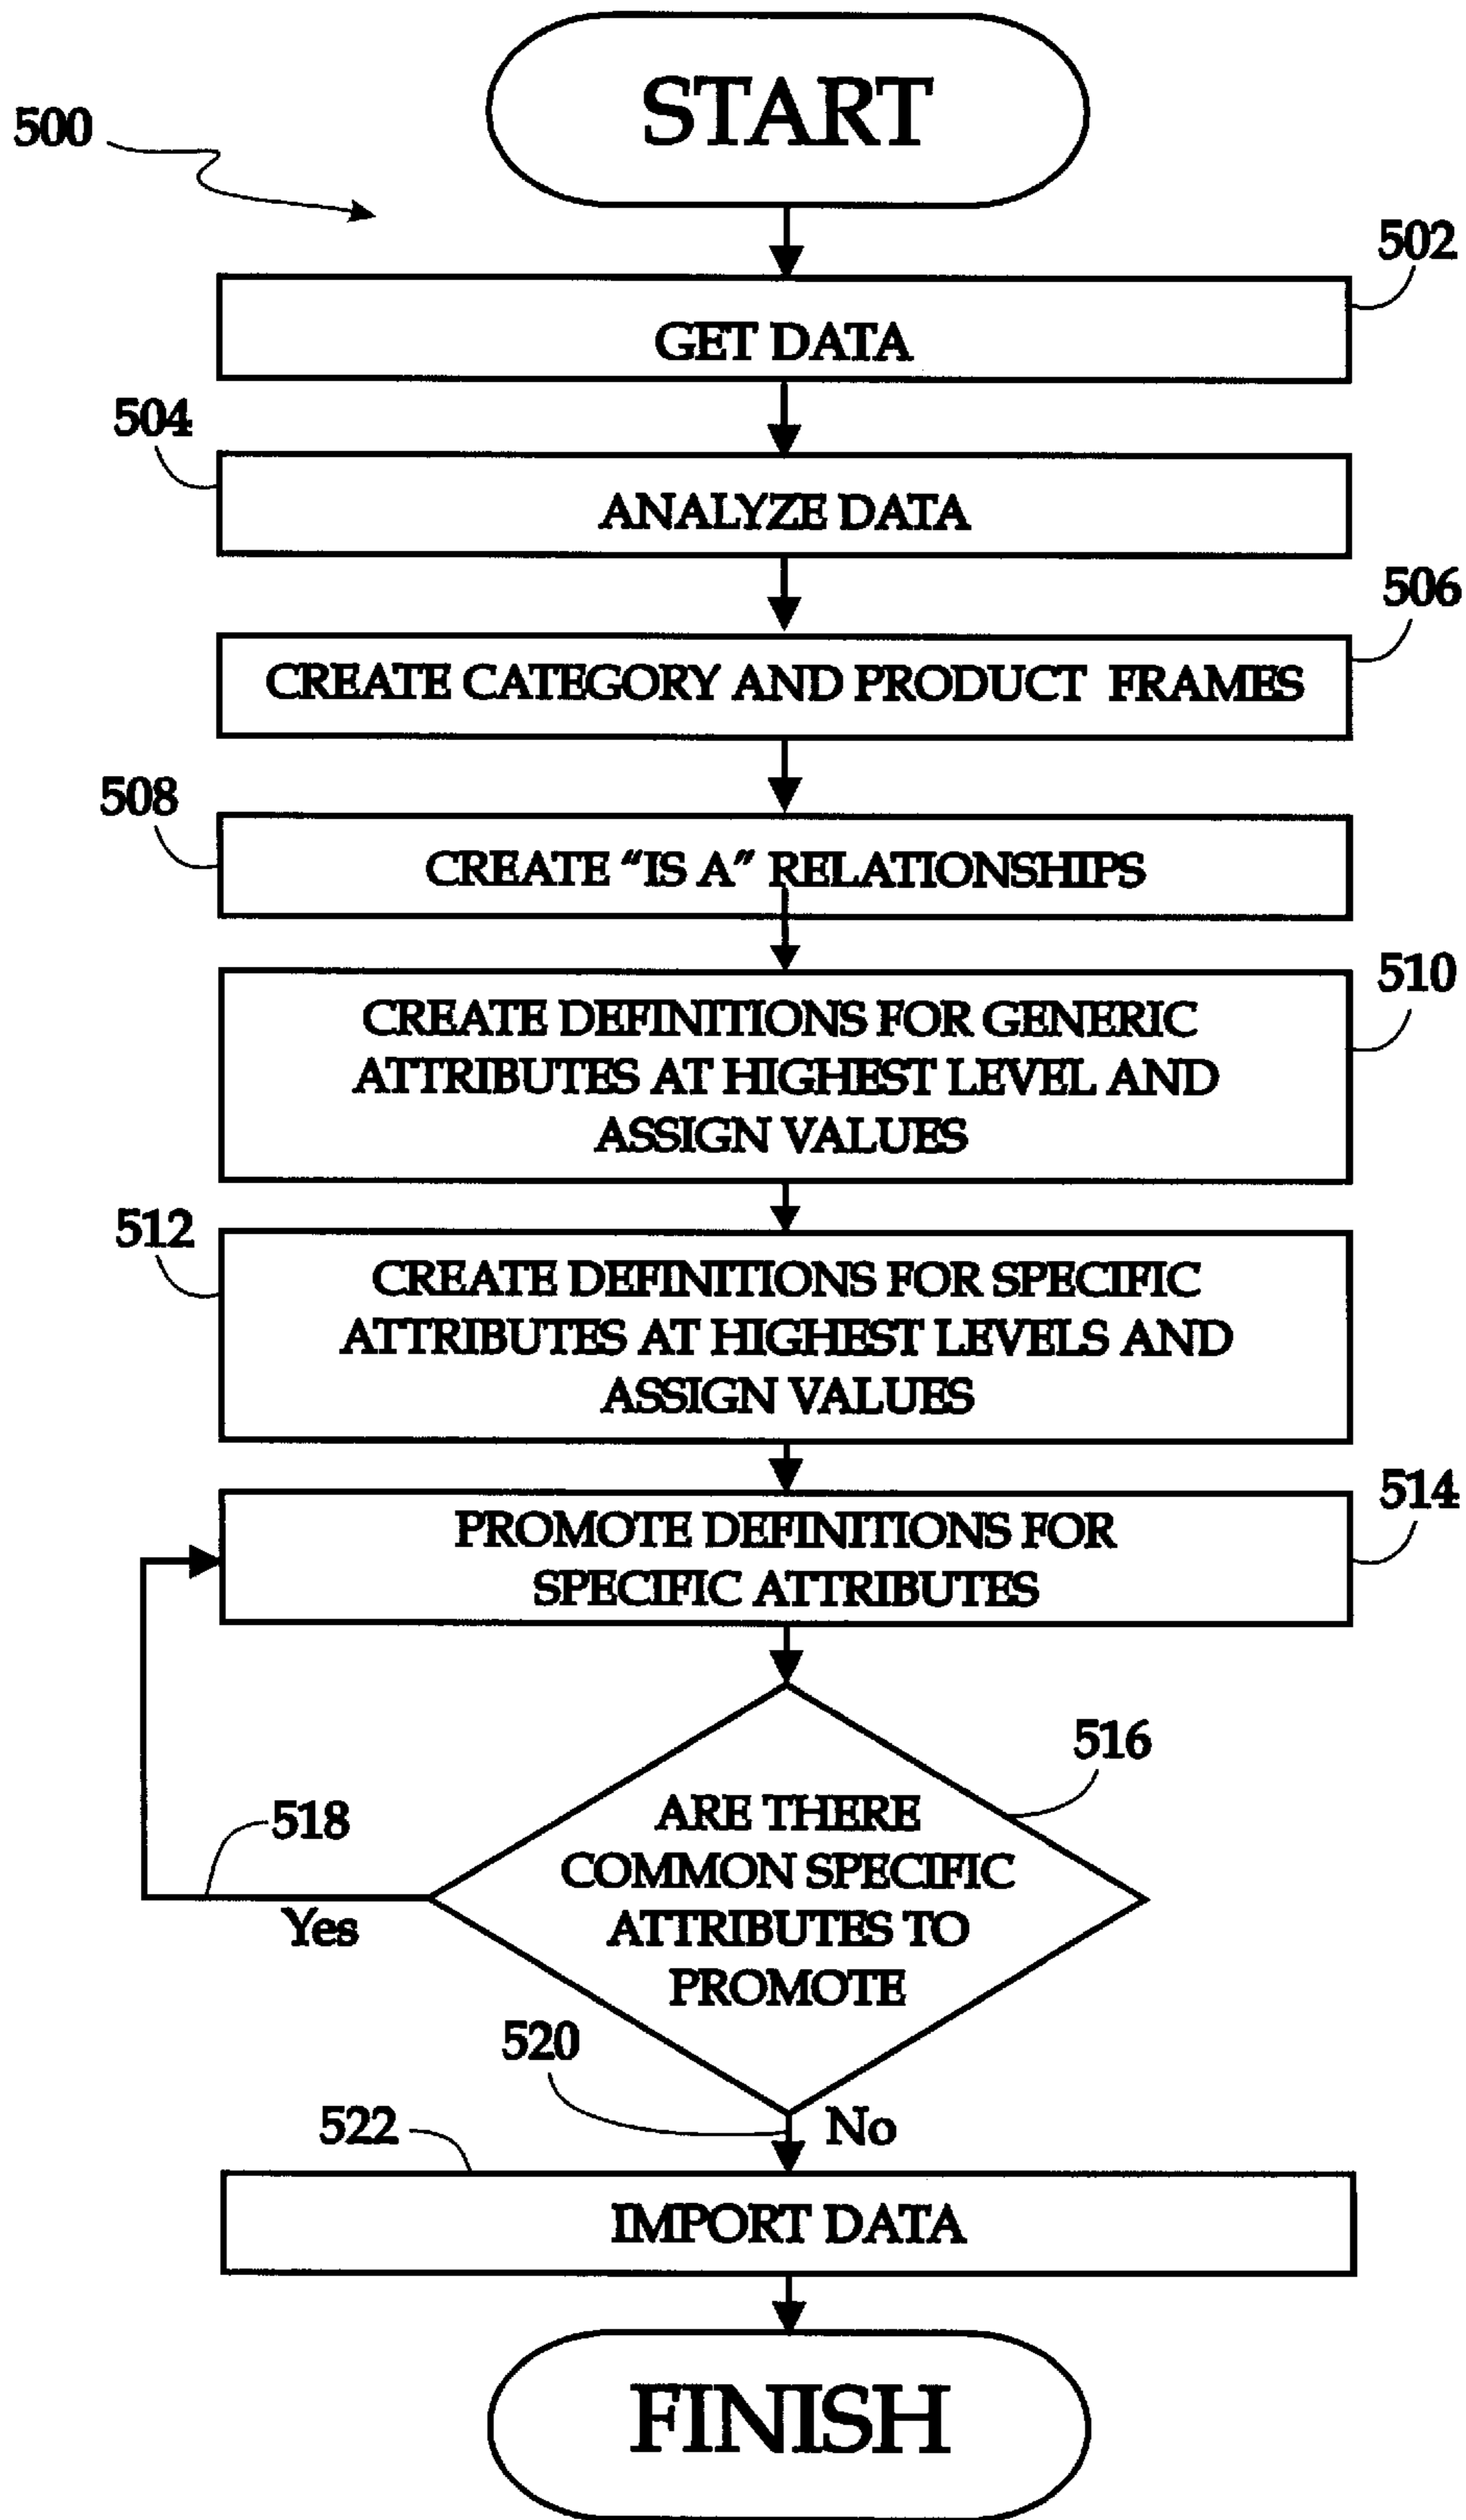 START
500
502
GET DATA
504
ANALYZE DATA
506
CREATE CATEGORY AND PRODUCT FRAMES
508
CREATE “IS A” RELATIONSHIPS
510
CREATE DEFINITIONS FOR GENERIC
ATTRIBUTES AT HIGHEST LEVEL AND
ASSIGN VALUES
512
CREATE DEFINITIONS FOR SPECIFIC
ATTRIBUTES AT HIGHEST LEVELS AND
ASSIGN VALUES
514
PROMOTE DEFINITIONS FOR
SPECIFIC ATTRIBUTES
516
ARE THERE
COMMON SPECIFIC
ATTRIBUTES TO
PROMOTE
518
Yes
520
No
522
IMPORT DATA
FINISH